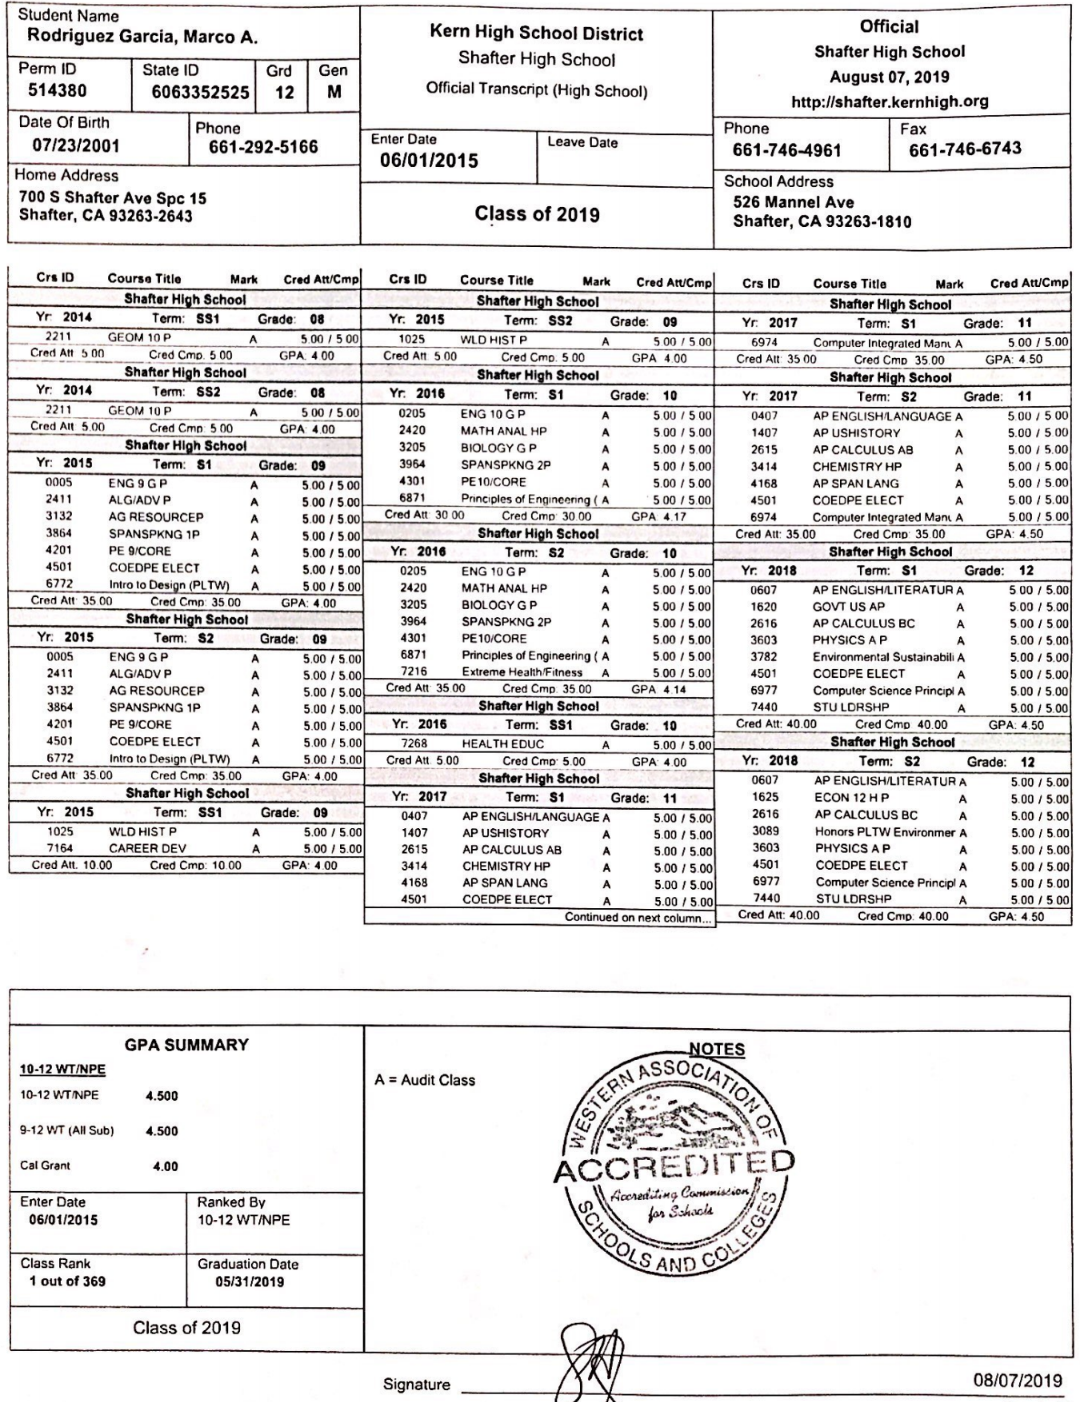 Student Name
Rodriguez Garcia, Marco A.
Perm ID State ID Grd Gen
514380 6063352525 12 M
Date Of Birth Phone
07/23/2001 661-292-5166
Home Address
700 S Shafter Ave Spc 15
Shafter, CA 93263-2643
Kern High School District
Shafter High School
Official Transcript (High School)
Enter Date Leave Date
06/01/2015
Class of 2019
Official
Shafter High School
August 07, 2019
http://shafter.kernhigh.org
Phone Fax
661-746-4961 661-746-6743
School Address
526 Mannel Ave
Shafter, CA 93263-1810
Crs ID Course Title Mark Cred Att/Cmp
Shafter High School
Yr: 2014 Term: SS1 Grade: 08
2211 GEOM 10 P A 5.00 / 5.00
Cred Att 5.00 Cred Cmp: 5.00 GPA: 4.00
Shafter High School
Yr: 2014 Term: SS2 Grade: 08
2211 GEOM 10 P A 5.00 / 5.00
Cred Att: 5.00 Cred Cmp: 5.00 GPA: 4.00
Shafter High School
Yr: 2015 Term: S1 Grade: 09
0005 ENG 9 G P A 5.00 / 5.00
2411 ALG/ADV P A 5.00 / 5.00
3132 AG RESOURCEP A 5.00 / 5.00
3864 SPANSPKNG 1P A 5.00 / 5.00
4201 PE 9/CORE A 5.00 / 5.00
4501 COEDPE ELECT A 5.00 / 5.00
6772 Intro to Design (PLTW) A 5.00 / 5.00
Cred Att: 35.00 Cred Cmp: 35.00 GPA: 4.00
Shafter High School
Yr: 2015 Term: S2 Grade: 09
0005 ENG 9 G P A 5.00 / 5.00
2411 ALG/ADV P A 5.00 / 5.00
3132 AG RESOURCEP A 5.00 / 5.00
3864 SPANSPKNG 1P A 5.00 / 5.00
4201 PE 9/CORE A 5.00 / 5.00
4501 COEDPE ELECT A 5.00 / 5.00
6772 Intro to Design (PLTW) A 5.00 / 5.00
Cred Att: 35.00 Cred Cmp: 35.00 GPA: 4.00
Shafter High School
Yr: 2015 Term: SS1 Grade: 09
1025 WLD HIST P A 5.00 / 5.00
7164 CAREER DEV A 5.00 / 5.00
Cred Att. 10.00 Cred Cmp: 10.00 GPA: 4.00
Crs ID Course Title Mark Cred Att/Cmp
Shafter High School
Yr: 2015 Term: SS2 Grade: 09
1025 WLD HIST P A 5.00 / 5.00
Cred Att: 5.00 Cred Cmp: 5.00 GPA: 4.00
Shafter High School
Yr: 2016 Term: S1 Grade: 10
0205 ENG 10 G P A 5.00 / 5.00
2420 MATH ANAL HP A 5.00 / 5.00
3205 BIOLOGY G P A 5.00 / 5.00
3964 SPANSPKNG 2P A 5.00 / 5.00
4301 PE10/CORE A 5.00 / 5.00
6871 Principles of Engineering ( A 5.00 / 5.00
Cred Att: 30.00 Cred Cmp: 30.00 GPA 4.17
Shafter High School
Yr: 2016 Term: S2 Grade: 10
0205 ENG 10 G P A 5.00 / 5.00
2420 MATH ANAL HP A 5.00 / 5.00
3205 BIOLOGY G P A 5.00 / 5.00
3964 SPANSPKNG 2P A 5.00 / 5.00
4301 PE10/CORE A 5.00 / 5.00
6871 Principles of Engineering ( A 5.00 / 5.00
7216 Extreme Health/Fitness A 5.00 / 5.00
Cred Att: 35.00 Cred Cmp: 35.00 GPA 4.14
Shafter High School
Yr: 2016 Term: SS1 Grade: 10
7268 HEALTH EDUC A 5.00 / 5.00
Cred Att: 5.00 Cred Cmp: 5.00 GPA: 4.00
Shafter High School
Yr: 2017 Term: S1 Grade: 11
0407 AP ENGLISH/LANGUAGE A 5.00 / 5.00
1407 AP USHISTORY A 5.00 / 5.00
2615 AP CALCULUS AB A 5.00 / 5.00
3414 CHEMISTRY HP A 5.00 / 5.00
4168 AP SPAN LANG A 5.00 / 5.00
4501 COEDPE ELECT A 5.00 / 5.00
Continued on next column...
Crs ID Course Title Mark Cred Att/Cmp
Shafter High School
Yr: 2017 Term: S1 Grade: 11
6974 Computer Integrated Manu A 5.00 / 5.00
Cred Att: 35.00 Cred Cmp: 35.00 GPA: 4.50
Shafter High School
Yr: 2017 Term: S2 Grade: 11
0407 AP ENGLISH/LANGUAGE A 5.00 / 5.00
1407 AP USHISTORY A 5.00 / 5.00
2615 AP CALCULUS AB A 5.00 / 5.00
3414 CHEMISTRY HP A 5.00 / 5.00
4168 AP SPAN LANG A 5.00 / 5.00
4501 COEDPE ELECT A 5.00 / 5.00
6974 Computer Integrated Manu A 5.00 / 5.00
Cred Att: 35.00 Cred Cmp: 35.00 GPA: 4.50
Shafter High School
Yr: 2018 Term: S1 Grade: 12
0607 AP ENGLISH/LITERATUR A 5.00 / 5.00
1620 GOVT US AP A 5.00 / 5.00
2616 AP CALCULUS BC A 5.00 / 5.00
3603 PHYSICS A P A 5.00 / 5.00
3782 Environmental Sustainabili A 5.00 / 5.00
4501 COEDPE ELECT A 5.00 / 5.00
6977 Computer Science Principl A 5.00 / 5.00
7440 STU LDRSHP A 5.00 / 5.00
Cred Att: 40.00 Cred Cmp: 40.00 GPA: 4.50
Shafter High School
Yr: 2018 Term: S2 Grade: 12
0607 AP ENGLISH/LITERATUR A 5.00 / 5.00
1625 ECON 12 H P A 5.00 / 5.00
2616 AP CALCULUS BC A 5.00 / 5.00
3089 Honors PLTW Environmer A 5.00 / 5.00
3603 PHYSICS A P A 5.00 / 5.00
4501 COEDPE ELECT A 5.00 / 5.00
6977 Computer Science Principl A 5.00 / 5.00
7440 STU LDRSHP A 5.00 / 5.00
Cred Att: 40.00 Cred Cmp: 40.00 GPA: 4.50
GPA SUMMARY
10-12 WT/NPE
10-12 WT/NPE 4.500
9-12 WT (All Sub) 4.500
Cal Grant 4.00
Enter Date Ranked By
06/01/2015 10-12 WT/NPE
Class Rank Graduation Date
1 out of 369 05/31/2019
Class of 2019
NOTES
A = Audit Class
WESTERN ASSOCIATION OF
ACCREDITED
Accrediting Commission
for Schools
SCHOOLS AND COLLEGES
Signature 08/07/2019